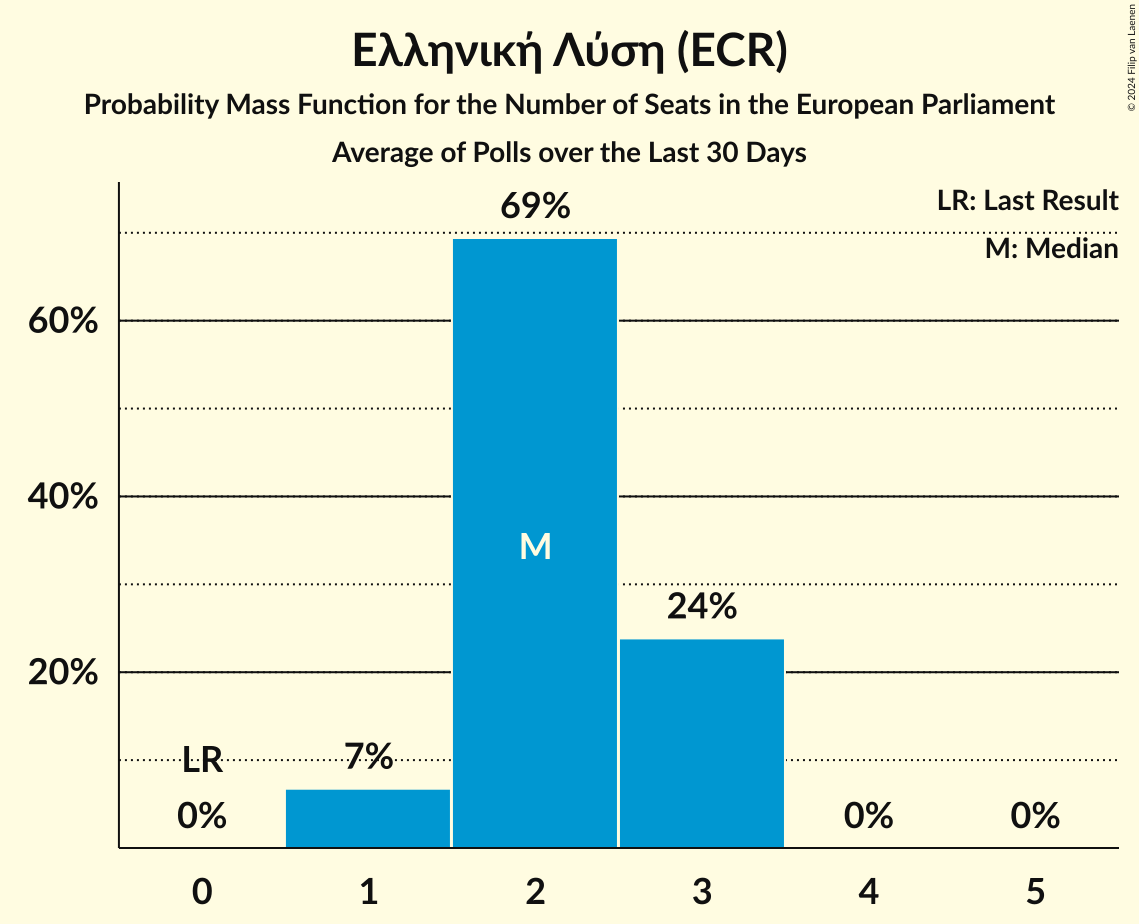 Ελληνική Λύση (ECR)
Probability Mass Function for the Number of Seats in the European Parliament
Average of Polls over the Last 30 Days
© 2024 Filip van Laenen
LR: Last Result
M: Median
69%
60%
40%
M
24%
20%
LR
7%
0%
0%
0%
0
1
2
3
4
5